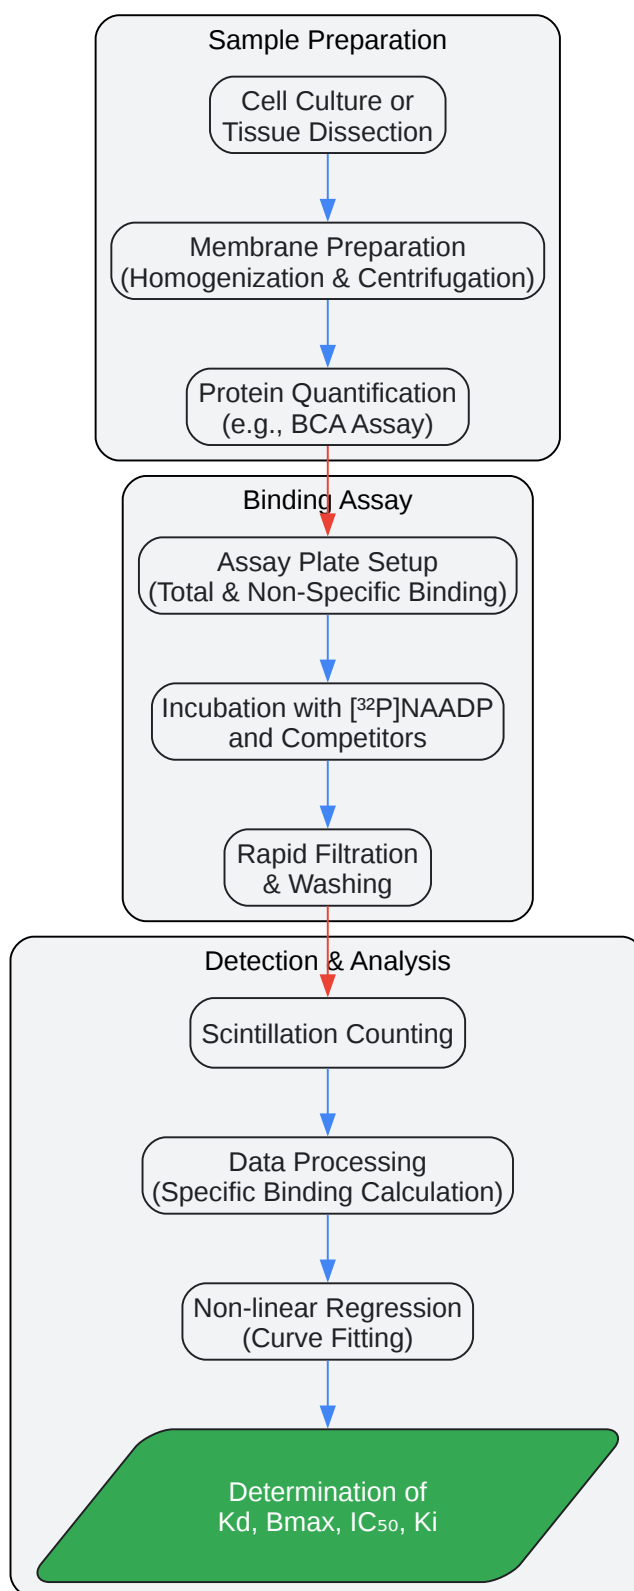 Sample Preparation
Cell Culture or
Tissue Dissection
Membrane Preparation
(Homogenization & Centrifugation)
Protein Quantification
(e.g., BCA Assay)
Binding Assay
Assay Plate Setup
(Total & Non-Specific Binding)
Incubation with [³²P]NAADP
and Competitors
Rapid Filtration
& Washing
Detection & Analysis
Scintillation Counting
Data Processing
(Specific Binding Calculation)
Non-linear Regression
(Curve Fitting)
Determination of
Kd, Bmax, IC₅₀, Ki